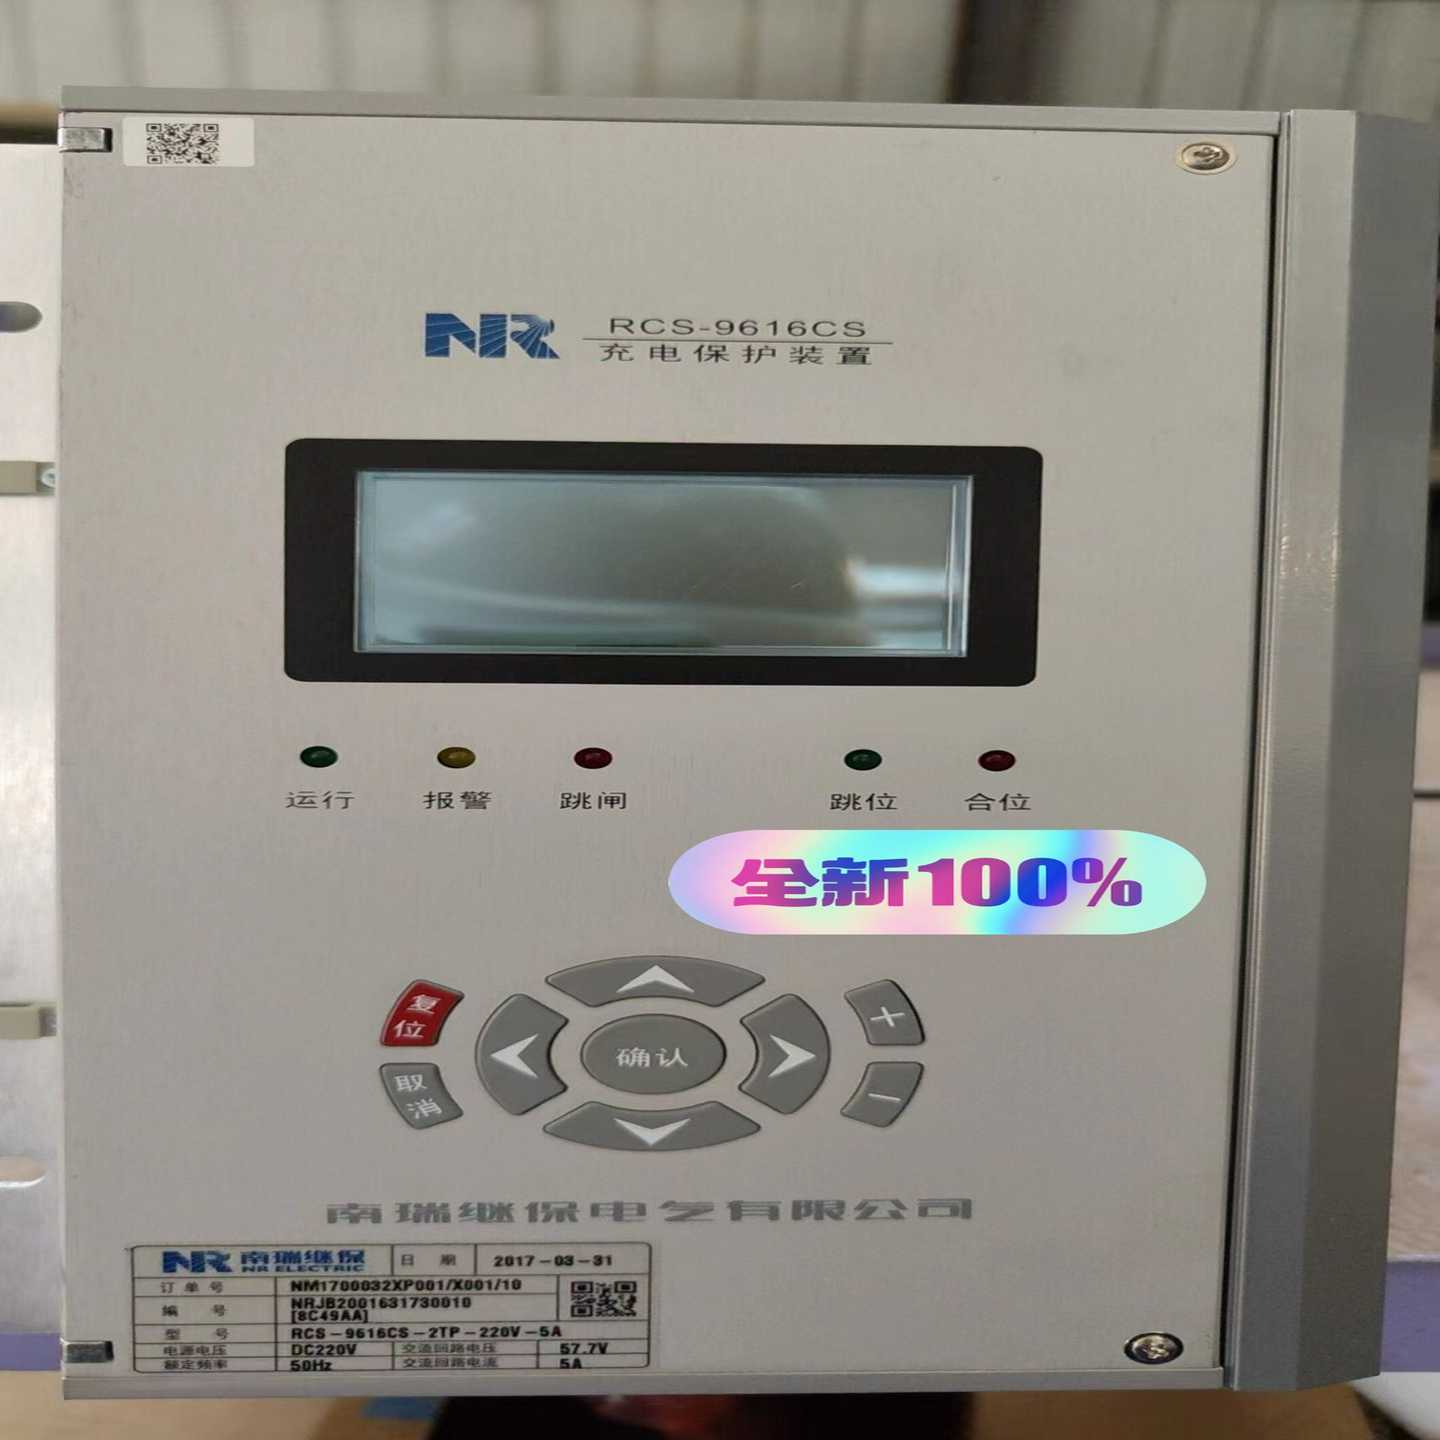 NR RCS-9616CS
充电保护装置
运行 报警 跳闸 跳位 合位
全新100%
复位
取消
确认
+
-
南瑞继保电气有限公司
NR 南瑞继保 NR ELECTRIC 日期 2017-03-31
订单号 NM1700032XP001/X001/10
编号 NRJB2001631730010
[8C49AA]
型号 RCS-9616CS-2TP-220V-5A
电源电压 DC220V 交流回路电压 57.7V
额定频率 50Hz 交流回路电流 5A